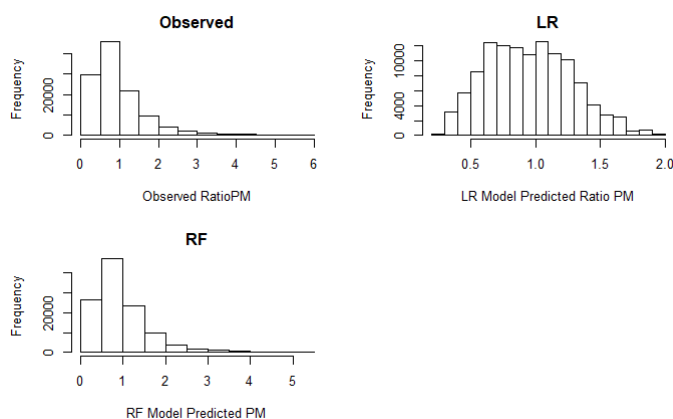 Observed
Frequency
20000
0
0 1 2 3 4 5 6
Observed RatioPM
LR
Frequency
10000
4000
0
0.5 1.0 1.5 2.0
LR Model Predicted Ratio PM
RF
Frequency
20000
0
0 1 2 3 4 5
RF Model Predicted PM